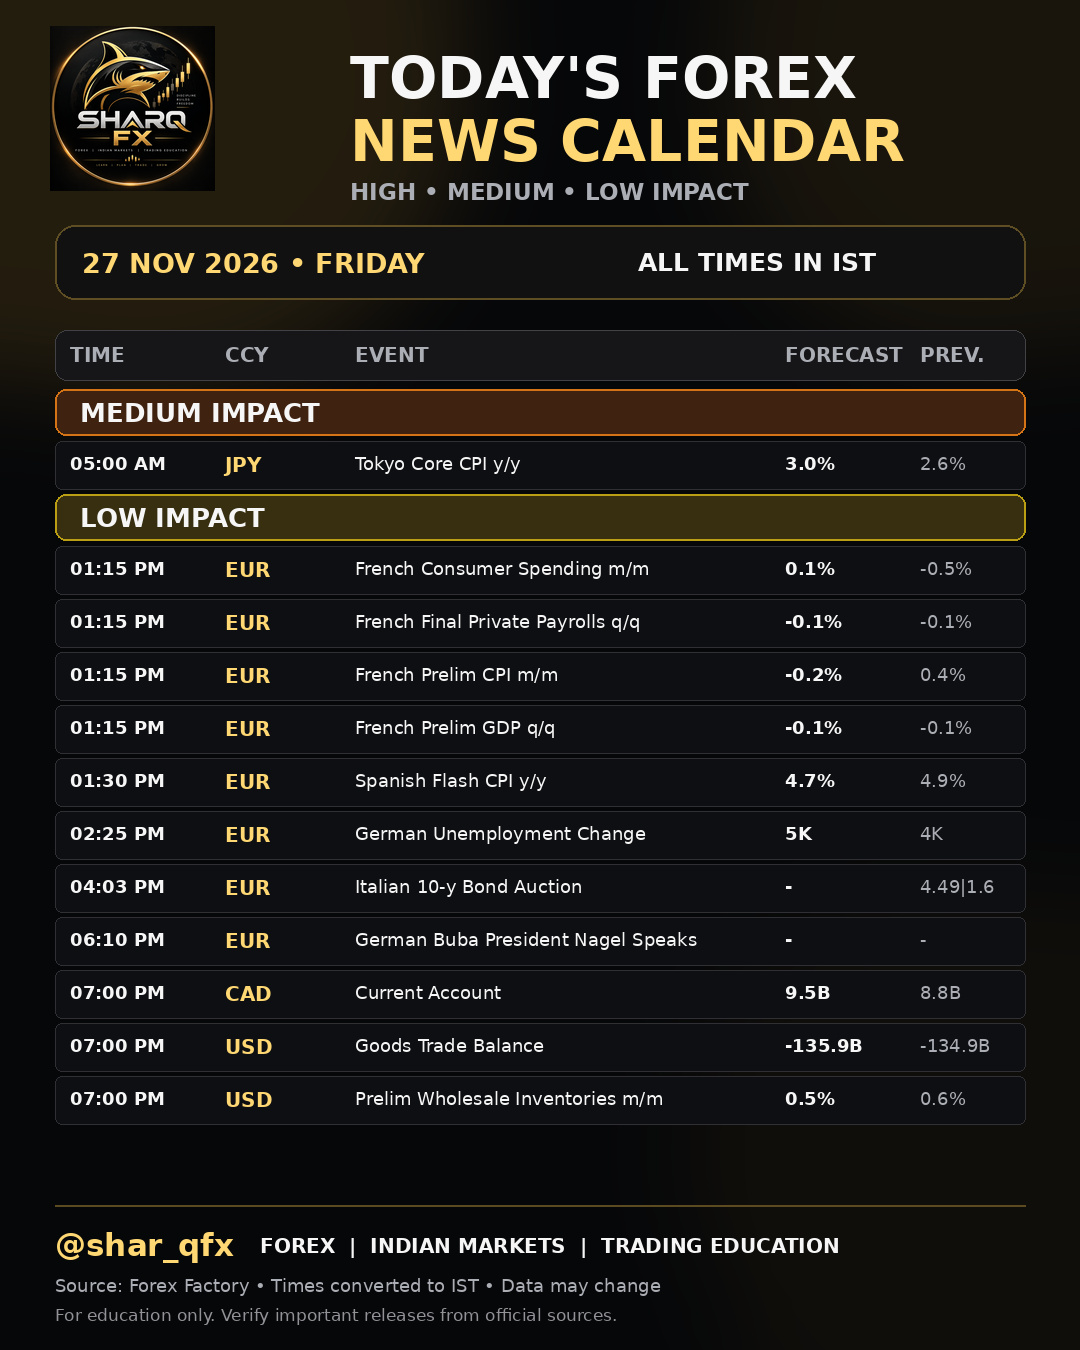 SHARQ
FX
FOREX | INDIAN MARKETS | TRADING EDUCATION
TODAY'S FOREX
NEWS CALENDAR
HIGH • MEDIUM • LOW IMPACT
27 NOV 2026 • FRIDAY ALL TIMES IN IST
TIME CCY EVENT FORECAST PREV.
MEDIUM IMPACT
05:00 AM JPY Tokyo Core CPI y/y 3.0% 2.6%
LOW IMPACT
01:15 PM EUR French Consumer Spending m/m 0.1% -0.5%
01:15 PM EUR French Final Private Payrolls q/q -0.1% -0.1%
01:15 PM EUR French Prelim CPI m/m -0.2% 0.4%
01:15 PM EUR French Prelim GDP q/q -0.1% -0.1%
01:30 PM EUR Spanish Flash CPI y/y 4.7% 4.9%
02:25 PM EUR German Unemployment Change 5K 4K
04:03 PM EUR Italian 10-y Bond Auction - 4.49|1.6
06:10 PM EUR German Buba President Nagel Speaks - -
07:00 PM CAD Current Account 9.5B 8.8B
07:00 PM USD Goods Trade Balance -135.9B -134.9B
07:00 PM USD Prelim Wholesale Inventories m/m 0.5% 0.6%
@shar_qfx FOREX | INDIAN MARKETS | TRADING EDUCATION
Source: Forex Factory • Times converted to IST • Data may change
For education only. Verify important releases from official sources.